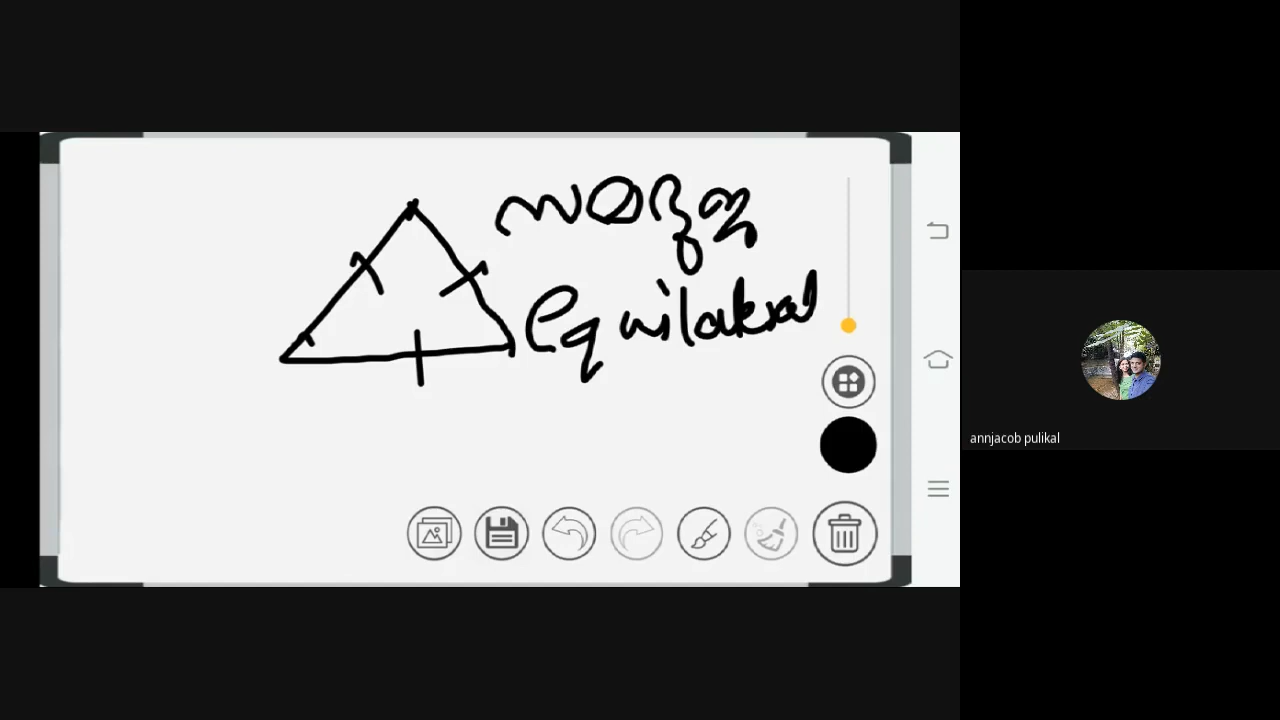 സമഭുജ
equilateral
annjacob pulikal